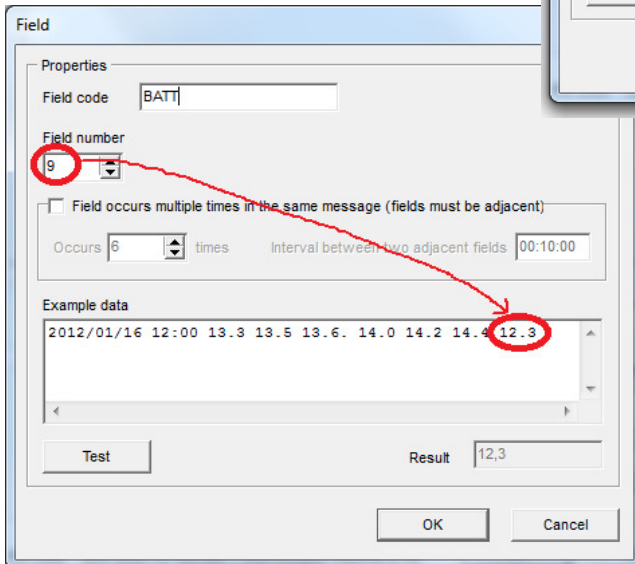 Field
Properties
Field code BATT
Field number
9
Field occurs multiple times in the same message (fields must be adjacent)
Occurs 6 times Interval between two adjacent fields 00:10:00
Example data
2012/01/16 12:00 13.3 13.5 13.6. 14.0 14.2 14.4 12.3
Test Result 12,3
OK Cancel